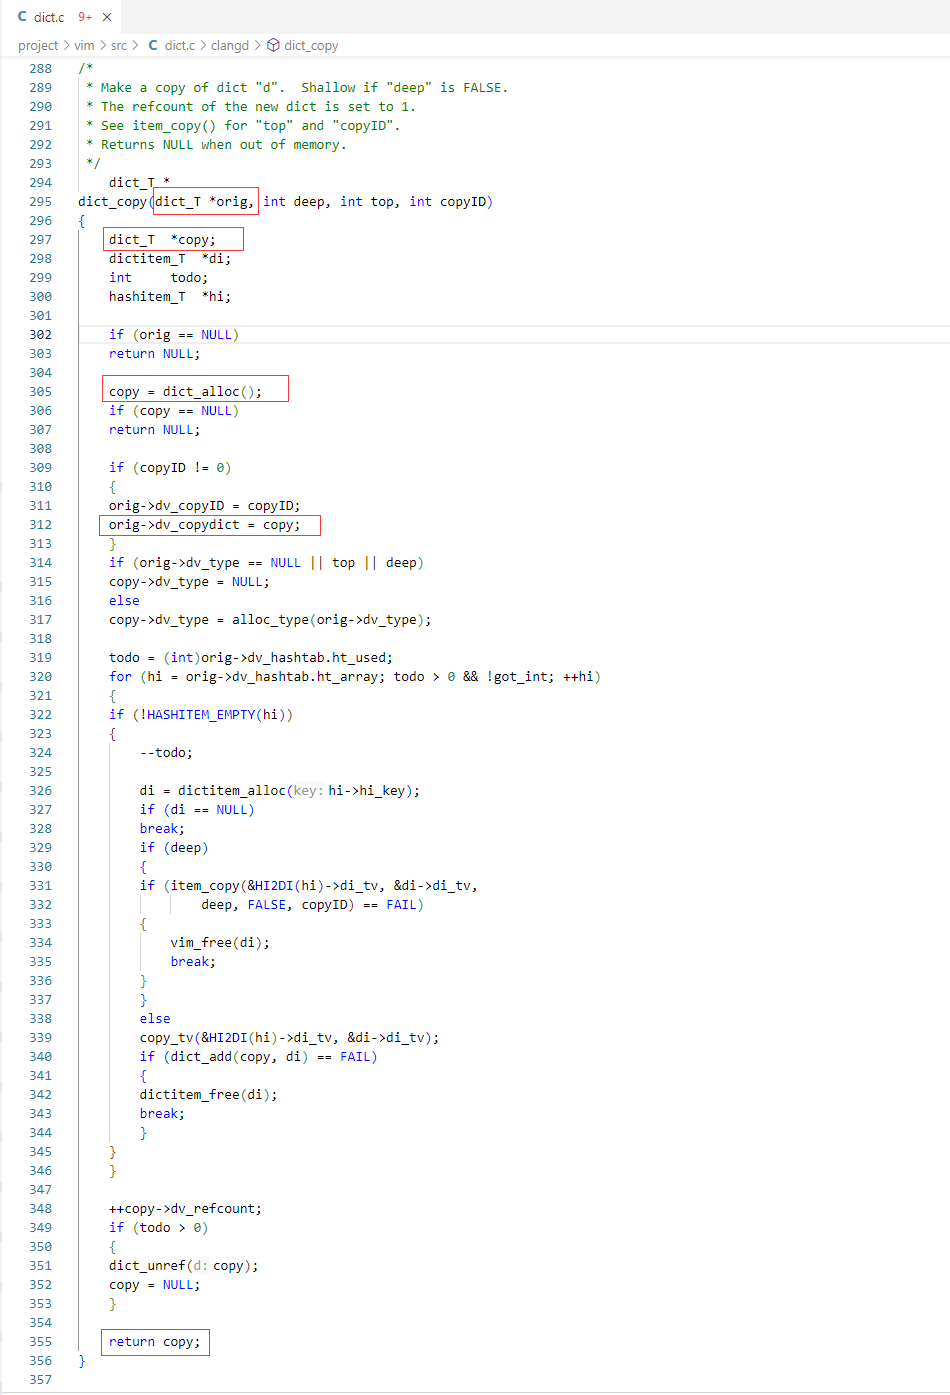 C dict.c 9+ ×
project > vim > src > C dict.c > clangd > dict_copy
288 /*
289 * Make a copy of dict "d".  Shallow if "deep" is FALSE.
290 * The refcount of the new dict is set to 1.
291 * See item_copy() for "top" and "copyID".
292 * Returns NULL when out of memory.
293 */
294 dict_T *
295 dict_copy(dict_T *orig, int deep, int top, int copyID)
296 {
297 dict_T  *copy;
298 dictitem_T  *di;
299 int     todo;
300 hashitem_T  *hi;
301
302 if (orig == NULL)
303 return NULL;
304
305 copy = dict_alloc();
306 if (copy == NULL)
307 return NULL;
308
309 if (copyID != 0)
310 {
311 orig->dv_copyID = copyID;
312 orig->dv_copydict = copy;
313 }
314 if (orig->dv_type == NULL || top || deep)
315 copy->dv_type = NULL;
316 else
317 copy->dv_type = alloc_type(orig->dv_type);
318
319 todo = (int)orig->dv_hashtab.ht_used;
320 for (hi = orig->dv_hashtab.ht_array; todo > 0 && !got_int; ++hi)
321 {
322 if (!HASHITEM_EMPTY(hi))
323 {
324 --todo;
325
326 di = dictitem_alloc(key: hi->hi_key);
327 if (di == NULL)
328 break;
329 if (deep)
330 {
331 if (item_copy(&HI2DI(hi)->di_tv, &di->di_tv,
332 deep, FALSE, copyID) == FAIL)
333 {
334 vim_free(di);
335 break;
336 }
337 }
338 else
339 copy_tv(&HI2DI(hi)->di_tv, &di->di_tv);
340 if (dict_add(copy, di) == FAIL)
341 {
342 dictitem_free(di);
343 break;
344 }
345 }
346 }
347
348 ++copy->dv_refcount;
349 if (todo > 0)
350 {
351 dict_unref(d: copy);
352 copy = NULL;
353 }
354
355 return copy;
356 }
357